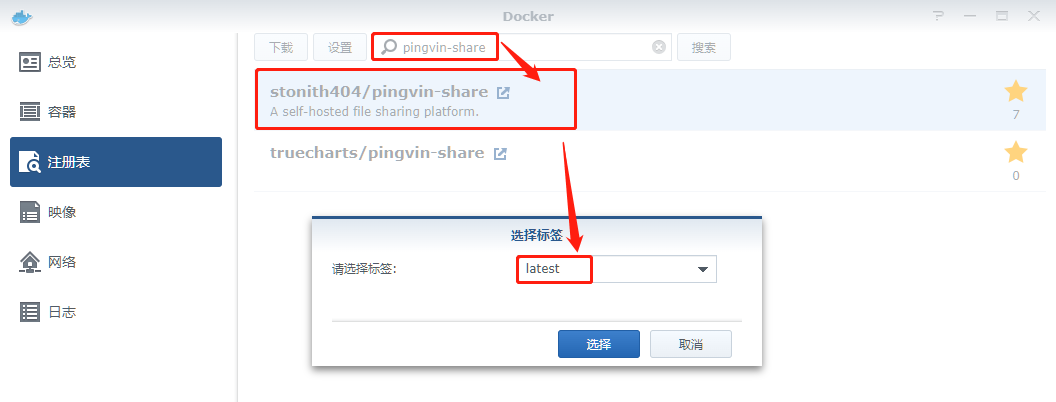 Docker
总览
容器
注册表
映像
网络
日志
下载 设置 pingvin-share 搜索
stonith404/pingvin-share
A self-hosted file sharing platform.
7
truecharts/pingvin-share
0
选择标签
请选择标签: latest
选择 取消